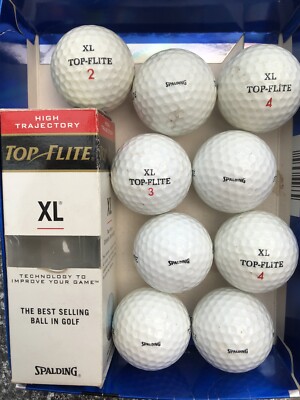 XL
TOP-FLITE
2
SPALDING
XL
TOP-FLITE
4
HIGH
TRAJECTORY
TOP-FLITE
XL
TECHNOLOGY TO
IMPROVE YOUR GAME™
THE BEST SELLING
BALL IN GOLF
SPALDING
XL
TOP-FLITE
3
SPALDING
SPALDING
XL
TOP-FLITE
4
SPALDING
SPALDING